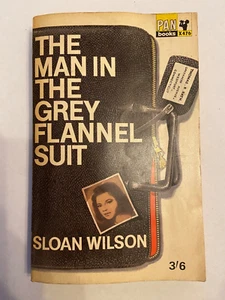 PAN
books
THE
MAN IN
THE
GREY
FLANNEL
SUIT
SLOAN WILSON
3'6